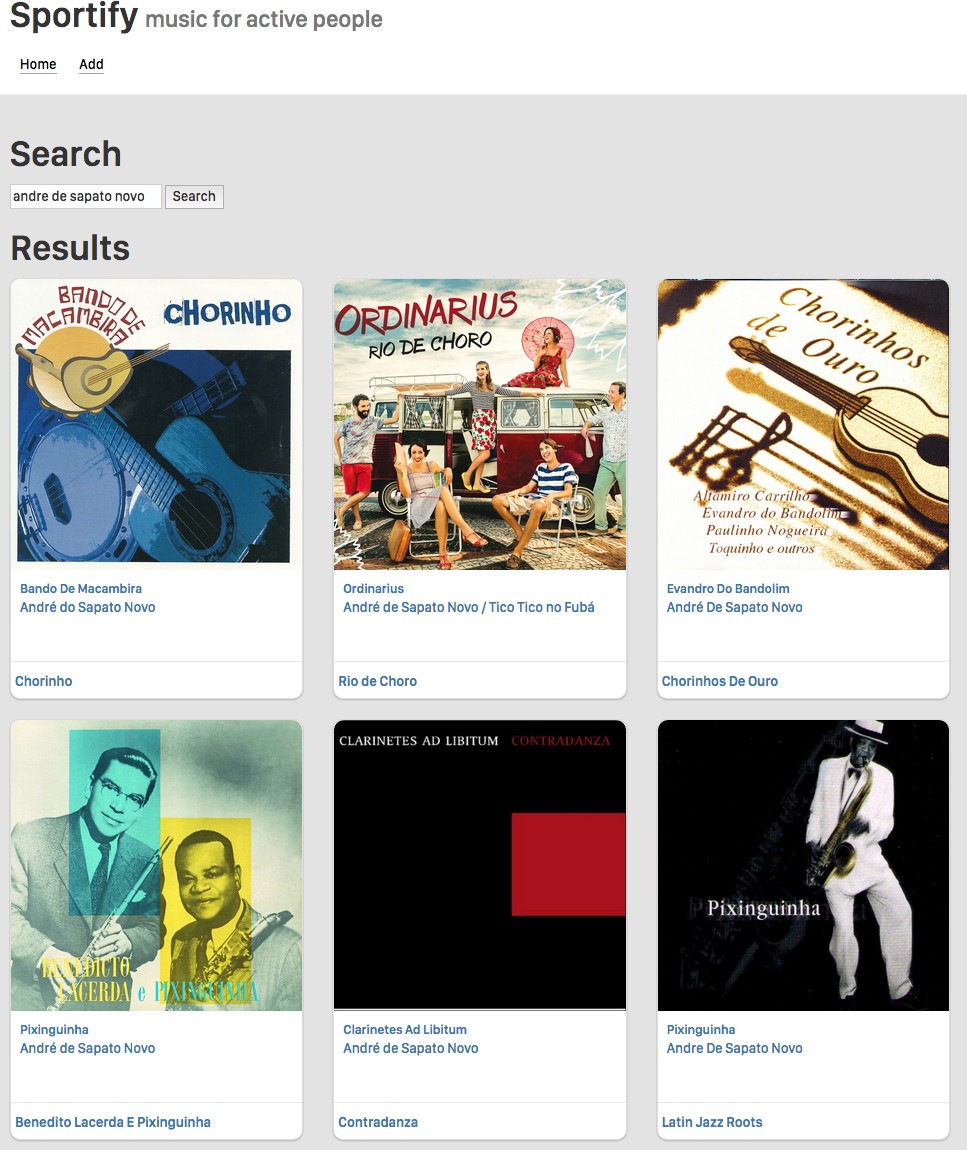 Sportify music for active people
Home Add
Search
andre de sapato novo Search
Results
BANDO DE
MACAMBIRA
CHORINHO
ORDINARIUS
RIO DE CHORO
Chorinhos
de Ouro
Altamiro Carrilho
Evandro do Bandolim
Paulinho Nogueira
Toquinho e outros
Bando De Macambira
André do Sapato Novo
Chorinho
Ordinarius
André de Sapato Novo / Tico Tico no Fubá
Rio de Choro
Evandro Do Bandolim
André De Sapato Novo
Chorinhos De Ouro
BENEDICTO
LACERDA e PIXINGUINHA
CLARINETES AD LIBITUM CONTRADANZA
Pixinguinha
Pixinguinha
André de Sapato Novo
Benedito Lacerda E Pixinguinha
Clarinetes Ad Libitum
André de Sapato Novo
Contradanza
Pixinguinha
Andre De Sapato Novo
Latin Jazz Roots